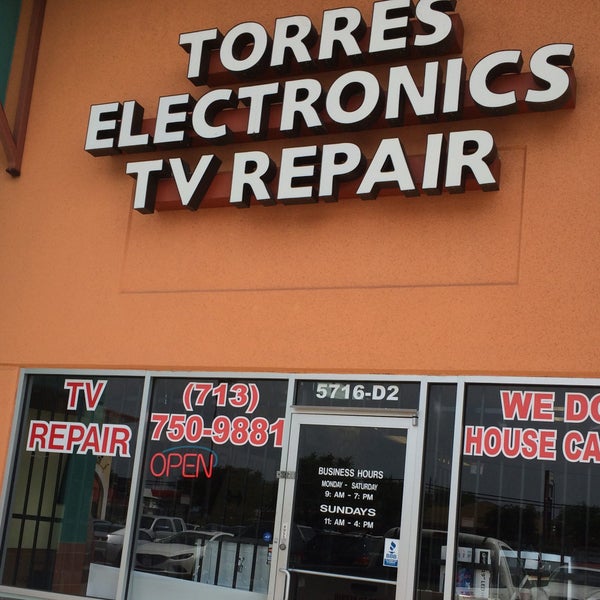 TORRES
ELECTRONICS
TV REPAIR
TV
REPAIR
(713)
750-9881
OPEN
5716-D2
BUSINESS HOURS
MONDAY - SATURDAY
9: AM - 7: PM
SUNDAYS
11: AM - 4: PM
WE DO
HOUSE CA